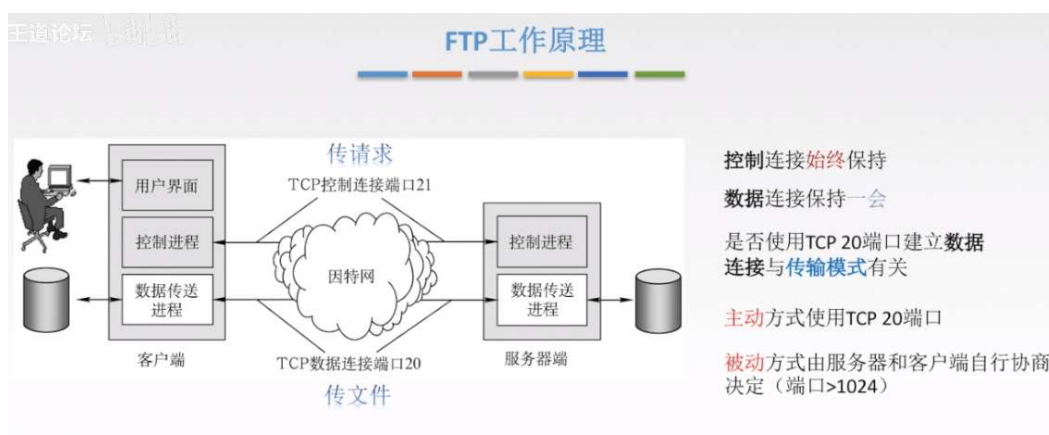 王道论坛
FTP工作原理
传请求
TCP控制连接端口21
用户界面
控制进程
数据传送
进程
客户端
因特网
控制进程
数据传送
进程
服务器端
TCP数据连接端口20
传文件
控制连接始终保持
数据连接保持一会
是否使用TCP 20端口建立数据
连接与传输模式有关
主动方式使用TCP 20端口
被动方式由服务器和客户端自行协商
决定（端口>1024）